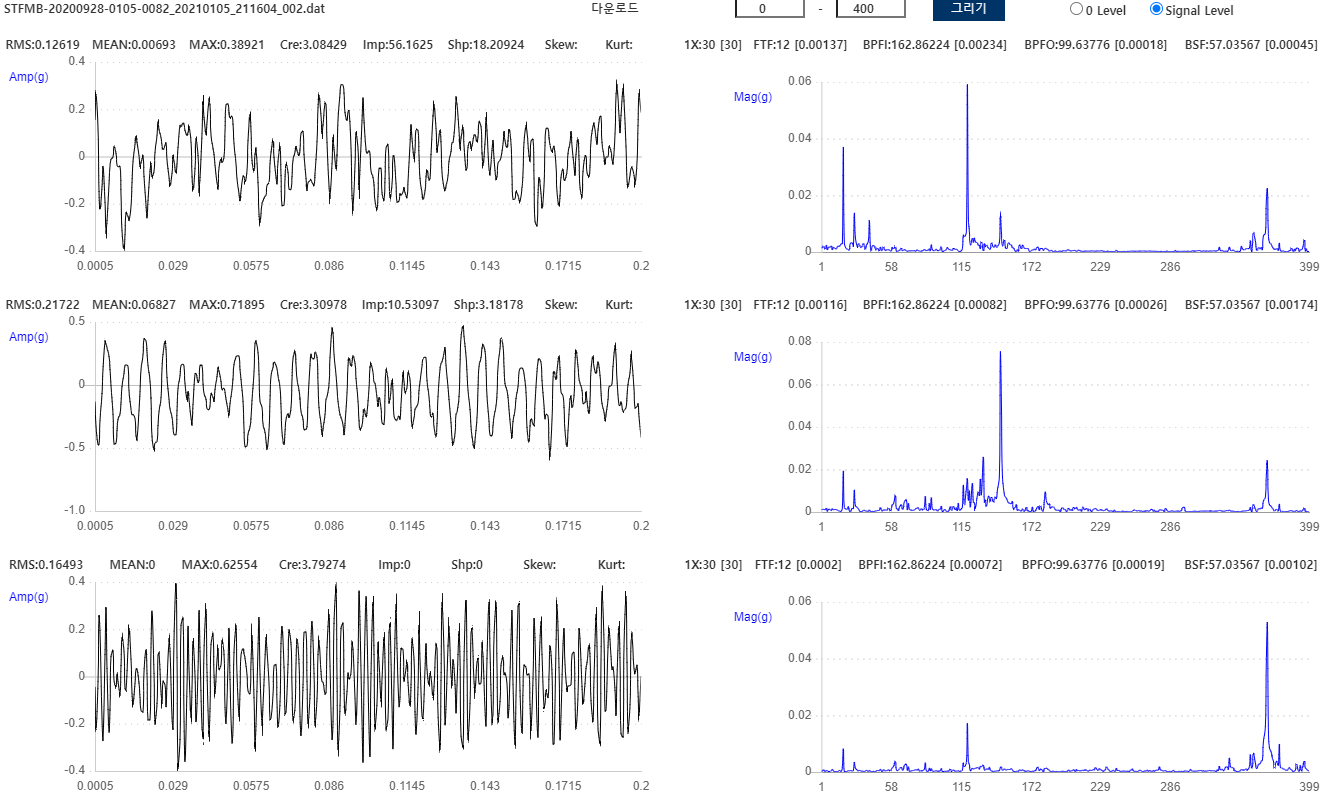 STFMB-20200928-0105-0082_20210105_211604_002.dat 다운로드 0 - 400 그리기 0 Level Signal Level
RMS:0.12619 MEAN:0.00693 MAX:0.38921 Cre:3.08429 Imp:56.1625 Shp:18.20924 Skew: Kurt:
Amp(g)
0.4
0.2
0
-0.2
-0.4
0.0005 0.029 0.0575 0.086 0.1145 0.143 0.1715 0.2
1X:30 [30] FTF:12 [0.00137] BPFI:162.86224 [0.00234] BPFO:99.63776 [0.00018] BSF:57.03567 [0.00045]
Mag(g)
0.06
0.04
0.02
0
1 58 115 172 229 286 399
RMS:0.21722 MEAN:0.06827 MAX:0.71895 Cre:3.30978 Imp:10.53097 Shp:3.18178 Skew: Kurt:
Amp(g)
0.5
0
-0.5
-1.0
0.0005 0.029 0.0575 0.086 0.1145 0.143 0.1715 0.2
1X:30 [30] FTF:12 [0.00116] BPFI:162.86224 [0.00082] BPFO:99.63776 [0.00026] BSF:57.03567 [0.00174]
Mag(g)
0.08
0.06
0.04
0.02
0
1 58 115 172 229 286 399
RMS:0.16493 MEAN:0 MAX:0.62554 Cre:3.79274 Imp:0 Shp:0 Skew: Kurt:
Amp(g)
0.4
0.2
0
-0.2
-0.4
0.0005 0.029 0.0575 0.086 0.1145 0.143 0.1715 0.2
1X:30 [30] FTF:12 [0.0002] BPFI:162.86224 [0.00072] BPFO:99.63776 [0.00019] BSF:57.03567 [0.00102]
Mag(g)
0.06
0.04
0.02
0
1 58 115 172 229 286 399